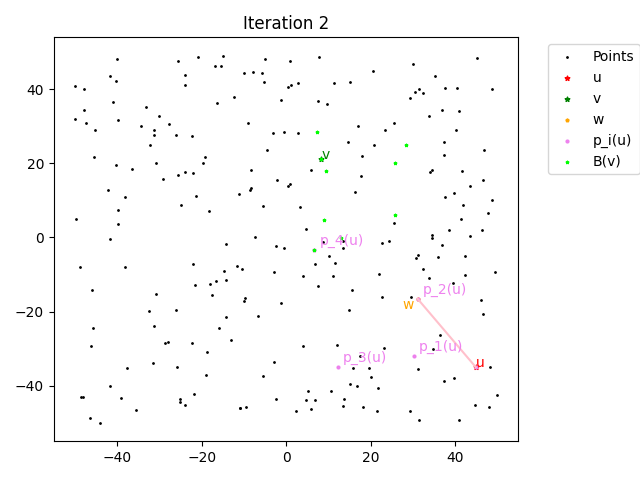 Iteration 2
40
20
0
−20
−40
−40
−20
0
20
40
v
p_4(u)
p_2(u)
w
p_1(u)
p_3(u)
u
Points
u
v
w
p_i(u)
B(v)